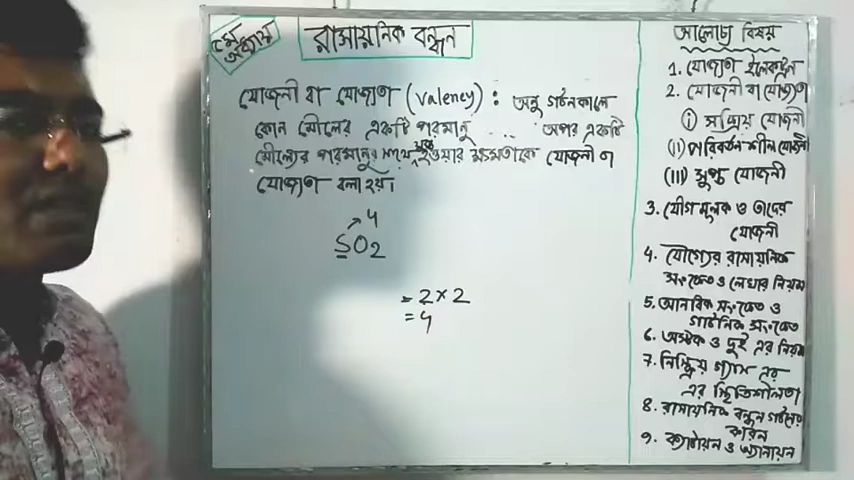 ৫ম অধ্যায়
রাসায়নিক বন্ধন
যোজনী বা যোজ্যতা (Valency) : অনু গঠনকালে
কোন মৌলের একটি পরমানু ... অপর একটি
মৌলের পরমানুর সাথে যুক্ত হওয়ার ক্ষমতাকে যোজনী বা
যোজ্যতা বলা হয়।
4
SO2
= 2 × 2
= 4
আলোচ্য বিষয়
1. যোজ্যতা ইলেকট্রন
2. যোজনী বা যোজ্যতা
(i) সক্রিয় যোজনী
(ii) পরিবর্তনশীল যোজনী
(iii) সুপ্ত যোজনী
3. যৌগমূলক ও তাদের
যোজনী
4. যৌগের রাসায়নিক
সংকেত ও লেখার নিয়ম
5. আনবিক সংকেত ও
গাঠনিক সংকেত
6. অষ্টক ও দুই এর নিয়ম
7. নিষ্ক্রিয় গ্যাস এর
এর স্থিতিশীলতা
8. রাসায়নিক বন্ধন গঠনের
কারন
9. ক্যাটায়ন ও অ্যানায়ন